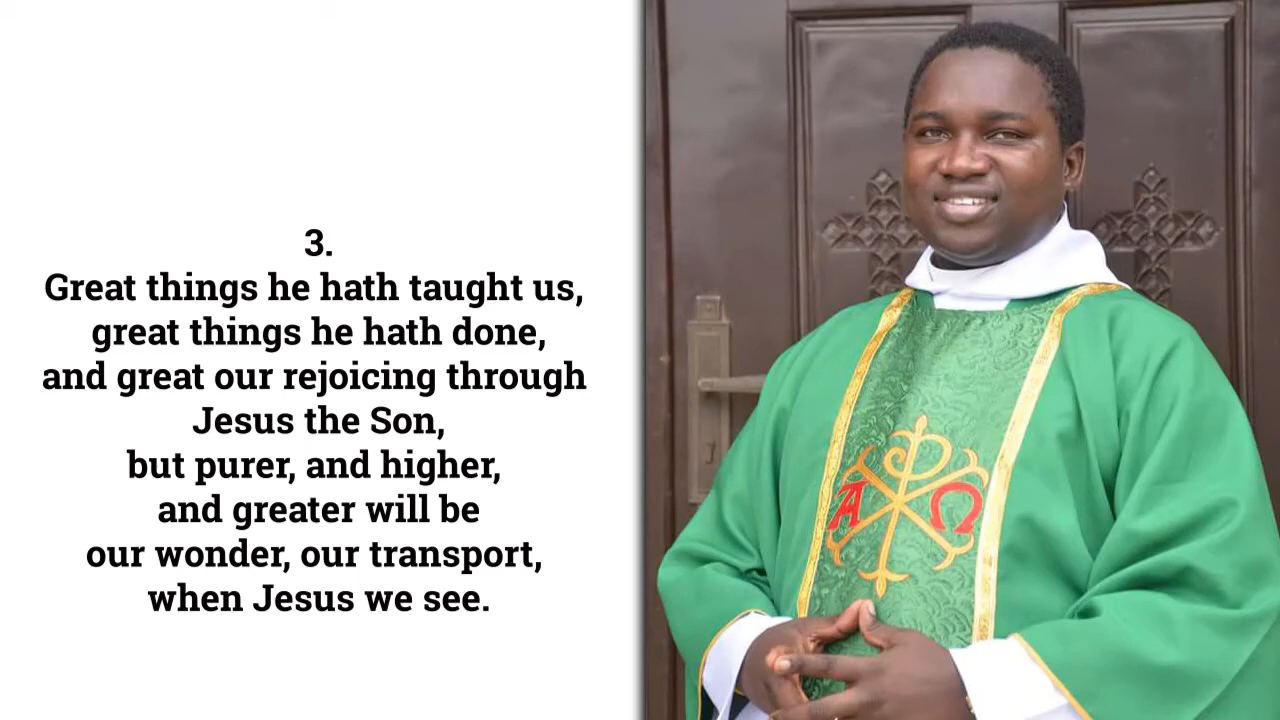 3.
Great things he hath taught us,
great things he hath done,
and great our rejoicing through
Jesus the Son,
but purer, and higher,
and greater will be
our wonder, our transport,
when Jesus we see.
Α Ω